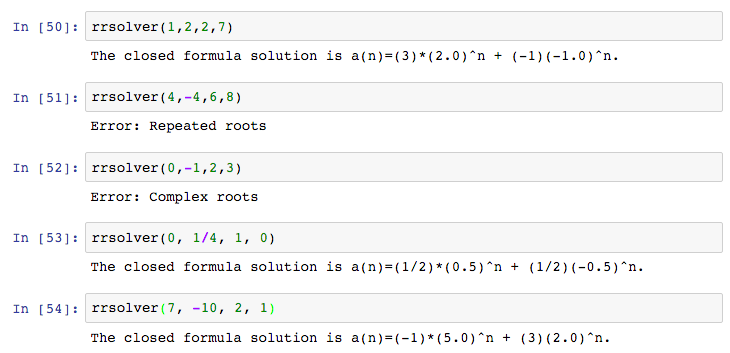 In [50]: rrsolver(1,2,2,7)
The closed formula solution is a(n)=(3)*(2.0)^n + (-1)(-1.0)^n.
In [51]: rrsolver(4,-4,6,8)
Error: Repeated roots
In [52]: rrsolver(0,-1,2,3)
Error: Complex roots
In [53]: rrsolver(0, 1/4, 1, 0)
The closed formula solution is a(n)=(1/2)*(0.5)^n + (1/2)(-0.5)^n.
In [54]: rrsolver(7, -10, 2, 1)
The closed formula solution is a(n)=(-1)*(5.0)^n + (3)(2.0)^n.